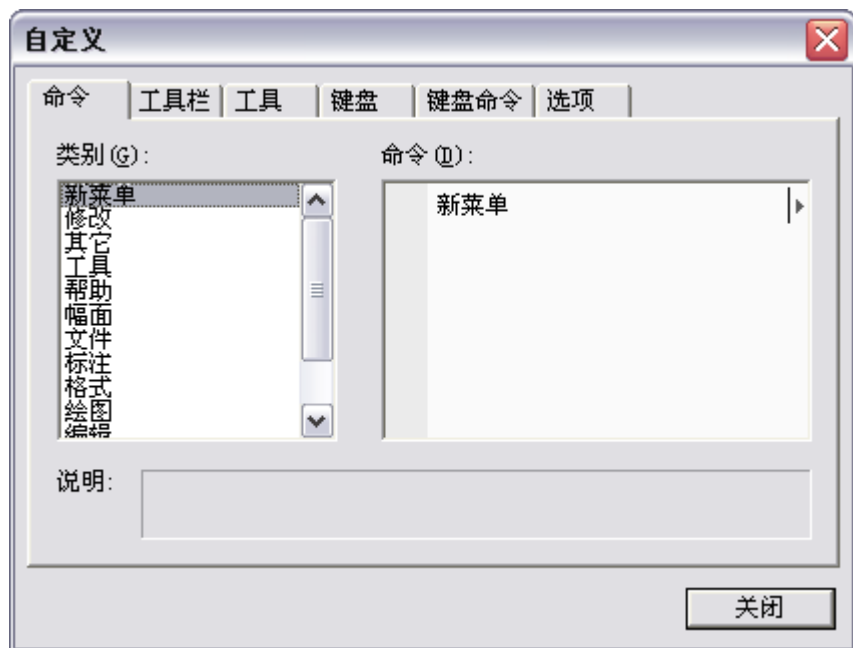 自定义
命令 工具栏 工具 键盘 键盘命令 选项
类别(G): 命令(D):
新菜单 新菜单
修改
其它
工具
帮助
幅面
文件
标注
格式
绘图
编辑
说明:
关闭